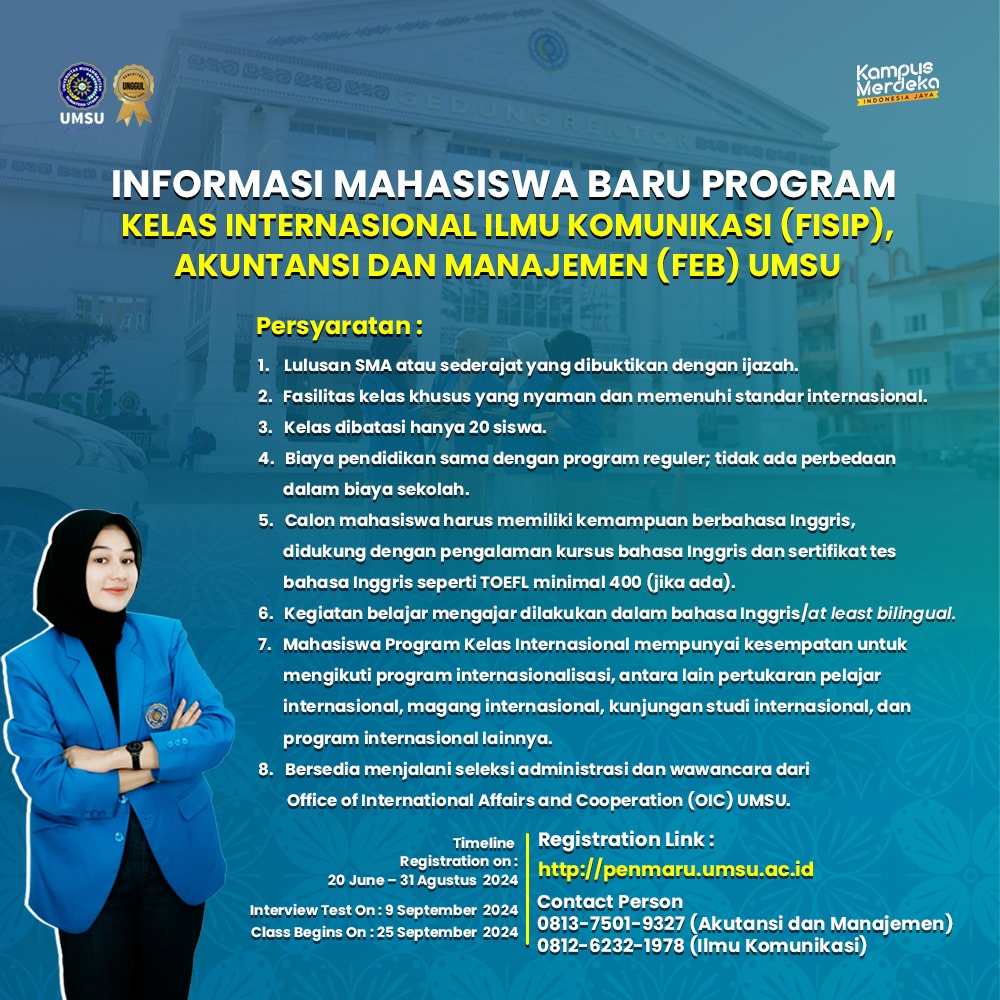 UMSU
UNGGUL
Kampus
Merdeka
INDONESIA JAYA
GEDUNG REKTOR
INFORMASI MAHASISWA BARU PROGRAM
KELAS INTERNASIONAL ILMU KOMUNIKASI (FISIP),
AKUNTANSI DAN MANAJEMEN (FEB) UMSU
Persyaratan :
1. Lulusan SMA atau sederajat yang dibuktikan dengan ijazah.
2. Fasilitas kelas khusus yang nyaman dan memenuhi standar internasional.
3. Kelas dibatasi hanya 20 siswa.
4. Biaya pendidikan sama dengan program reguler; tidak ada perbedaan
dalam biaya sekolah.
5. Calon mahasiswa harus memiliki kemampuan berbahasa Inggris,
didukung dengan pengalaman kursus bahasa Inggris dan sertifikat tes
bahasa Inggris seperti TOEFL minimal 400 (jika ada).
6. Kegiatan belajar mengajar dilakukan dalam bahasa Inggris/at least bilingual.
7. Mahasiswa Program Kelas Internasional mempunyai kesempatan untuk
mengikuti program internasionalisasi, antara lain pertukaran pelajar
internasional, magang internasional, kunjungan studi internasional, dan
program internasional lainnya.
8. Bersedia menjalani seleksi administrasi dan wawancara dari
Office of International Affairs and Cooperation (OIC) UMSU.
Timeline
Registration on :
20 June – 31 Agustus 2024
Interview Test On : 9 September 2024
Class Begins On : 25 September 2024
Registration Link :
http://penmaru.umsu.ac.id
Contact Person
0813-7501-9327 (Akutansi dan Manajemen)
0812-6232-1978 (Ilmu Komunikasi)